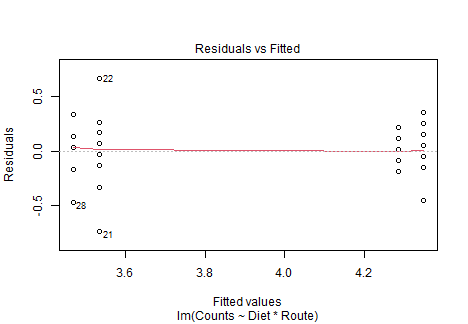 Residuals vs Fitted
Residuals
0.5
0.0
-0.5
22
28
21
3.6
3.8
4.0
4.2
Fitted values
lm(Counts ~ Diet * Route)